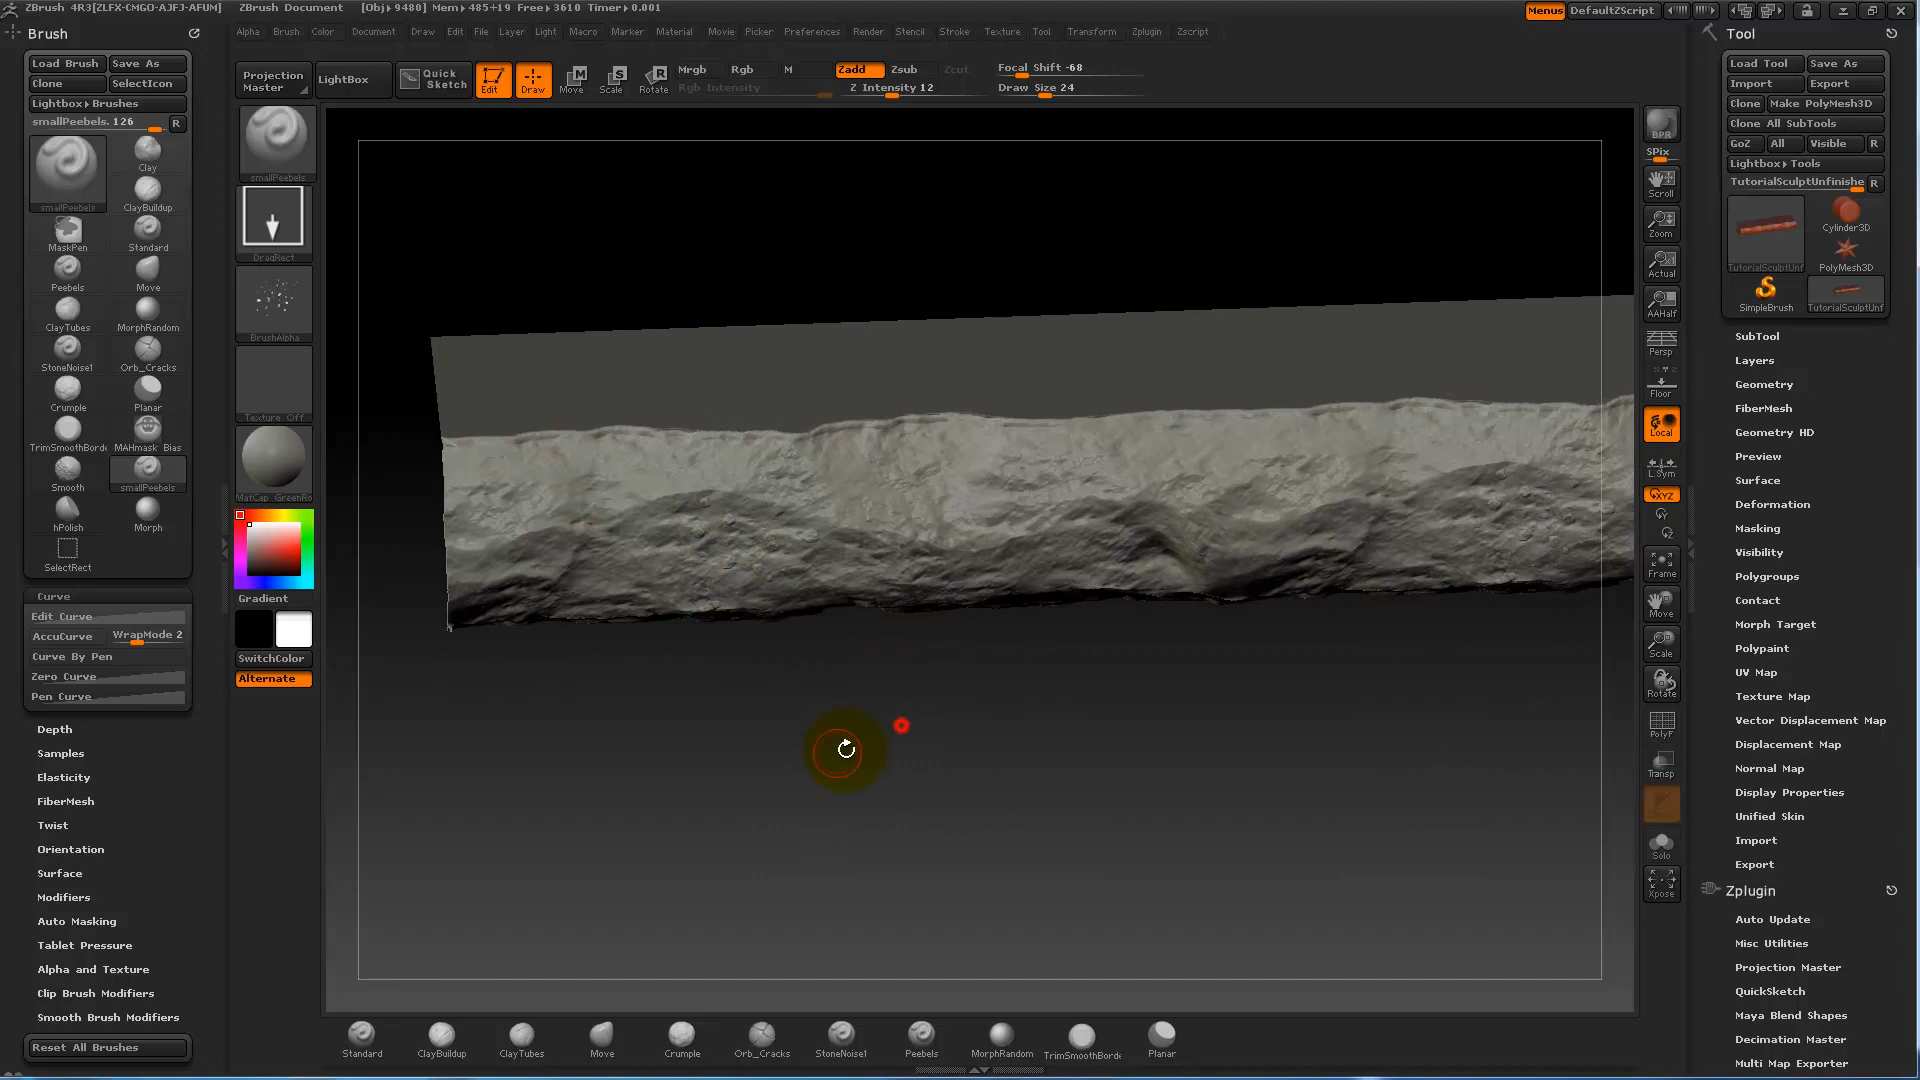 ZBrush 4R3[ZLFX-CMGO-AJFJ-AFUM] ZBrush Document [Obj▸ 9480] Mem▸485+19 Free▸3610 Timer▸0.001 Menus DefaultZScript
Alpha Brush Color Document Draw Edit File Layer Light Macro Marker Material Movie Picker Preferences Render Stencil Stroke Texture Tool Transform Zplugin Zscript
Brush
Load Brush Save As
Clone SelectIcon
Lightbox▸Brushes
smallPeebels. 126 R
smallPeebels
Clay
ClayBuildup
MaskPen Standard
Peebels Move
ClayTubes MorphRandom
StoneNoise1 Orb_Cracks
Crumple Planar
TrimSmoothBorde MAHmask_Bias
Smooth smallPeebels
hPolish Morph
SelectRect
Curve
Edit Curve
AccuCurve WrapMode 2
Curve By Pen
Zero Curve
Pen Curve
Depth
Samples
Elasticity
FiberMesh
Twist
Orientation
Surface
Modifiers
Auto Masking
Tablet Pressure
Alpha and Texture
Clip Brush Modifiers
Smooth Brush Modifiers
Reset All Brushes
Projection
Master
LightBox
Quick
Sketch
Edit
Draw
Move
Scale
Rotate
Mrgb Rgb M
Rgb Intensity
Zadd Zsub Zcut
Z Intensity 12
Focal Shift -68
Draw Size 24
smallPeebels
DragRect
BrushAlpha
Texture Off
MatCap GreenRo
Gradient
SwitchColor
Alternate
BPR
SPix
Scroll
Zoom
Actual
AAHalf
Persp
Floor
Local
L.Sym
XYZ
Frame
Move
Scale
Rotate
PolyF
Transp
Solo
Xpose
Tool
Load Tool Save As
Import Export
Clone Make PolyMesh3D
Clone All SubTools
GoZ All Visible R
Lightbox▸Tools
TutorialSculptUnfinishe R
TutorialSculptUnf
Cylinder3D
PolyMesh3D
SimpleBrush TutorialSculptUnf
SubTool
Layers
Geometry
FiberMesh
Geometry HD
Preview
Surface
Deformation
Masking
Visibility
Polygroups
Contact
Morph Target
Polypaint
UV Map
Texture Map
Vector Displacement Map
Displacement Map
Normal Map
Display Properties
Unified Skin
Import
Export
Zplugin
Auto Update
Misc Utilities
Projection Master
QuickSketch
Maya Blend Shapes
Decimation Master
Multi Map Exporter
Standard ClayBuildup ClayTubes Move Crumple Orb_Cracks StoneNoise1 Peebels MorphRandom TrimSmoothBorde Planar